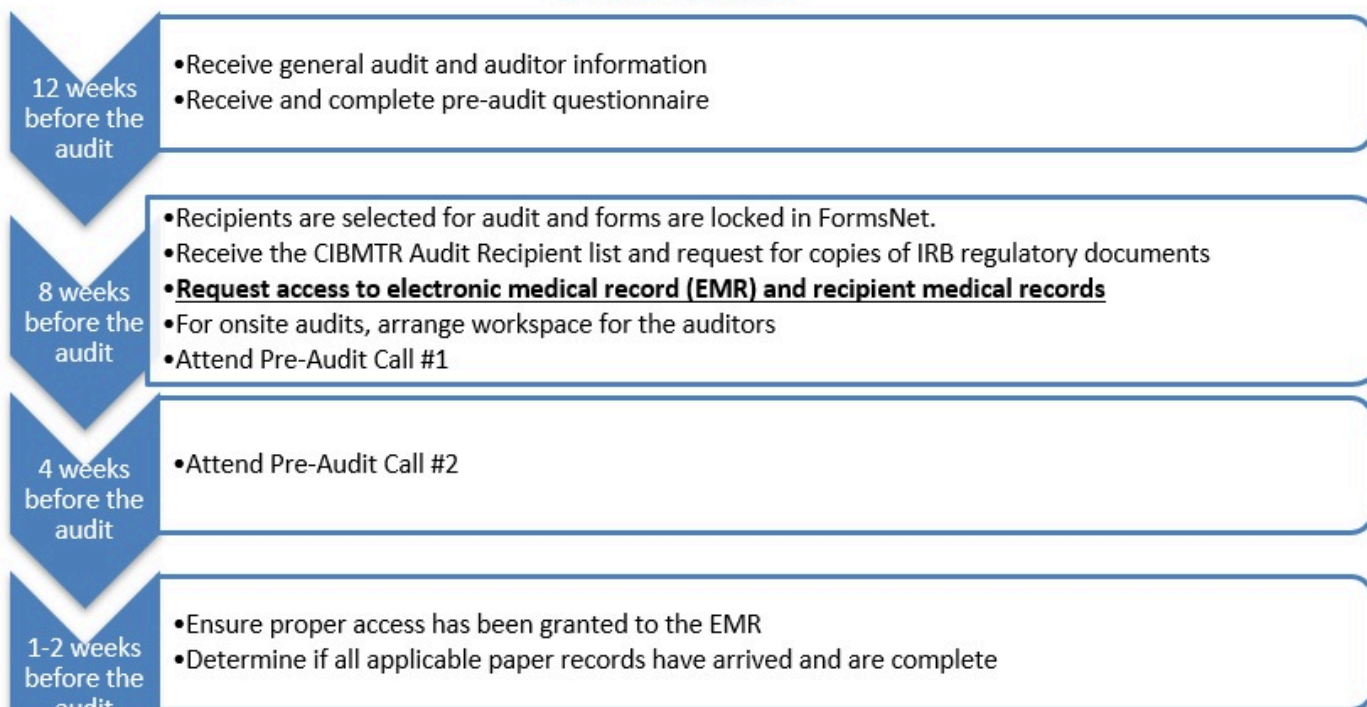 12 weeks
before the
audit
•Receive general audit and auditor information
•Receive and complete pre-audit questionnaire
8 weeks
before the
audit
•Recipients are selected for audit and forms are locked in FormsNet.
•Receive the CIBMTR Audit Recipient list and request for copies of IRB regulatory documents
•Request access to electronic medical record (EMR) and recipient medical records
•For onsite audits, arrange workspace for the auditors
•Attend Pre-Audit Call #1
4 weeks
before the
audit
•Attend Pre-Audit Call #2
1-2 weeks
before the
audit
•Ensure proper access has been granted to the EMR
•Determine if all applicable paper records have arrived and are complete